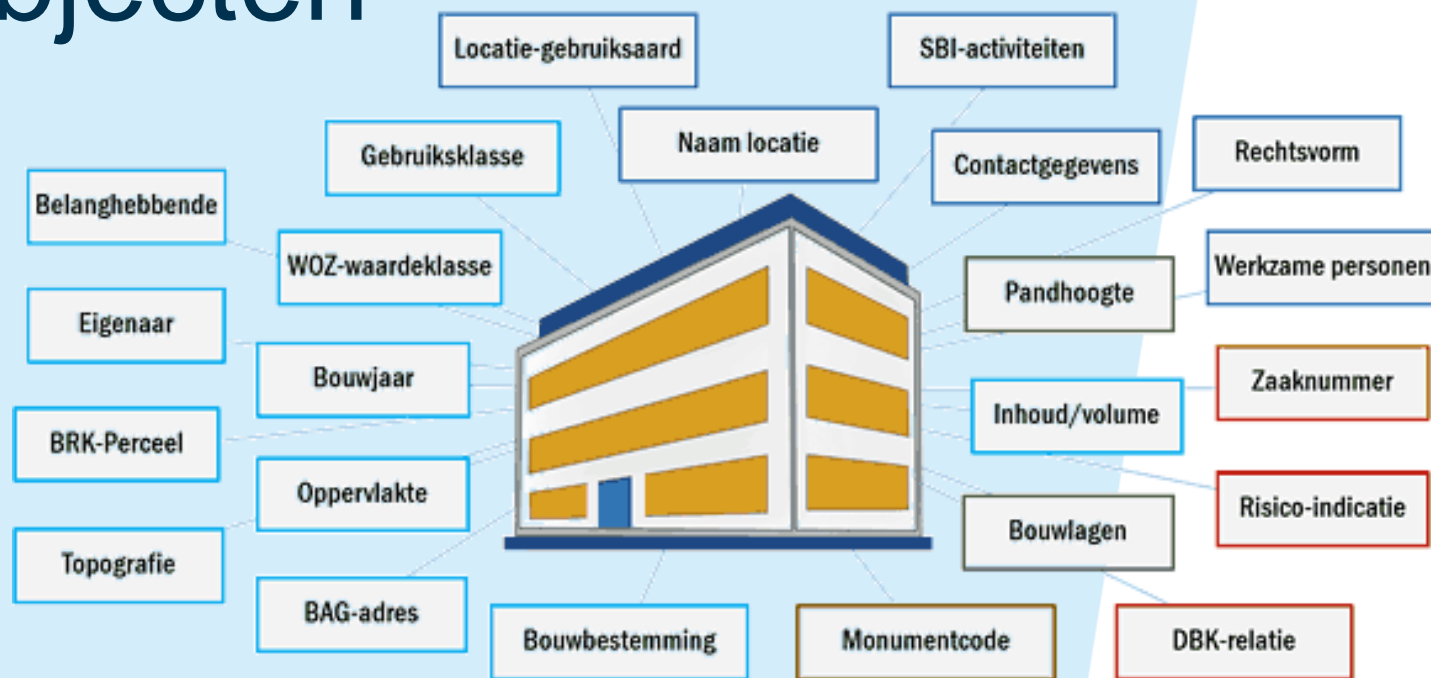 Locatie-gebruiksaard
SBI-activiteiten
Naam locatie
Gebruiksklasse
Contactgegevens
Rechtsvorm
Belanghebbende
WOZ-waardeklasse
Werkzame personen
Pandhoogte
Eigenaar
Bouwjaar
Zaaknummer
Inhoud/volume
BRK-Perceel
Oppervlakte
Risico-indicatie
Bouwlagen
Topografie
BAG-adres
Bouwbestemming
Monumentcode
DBK-relatie